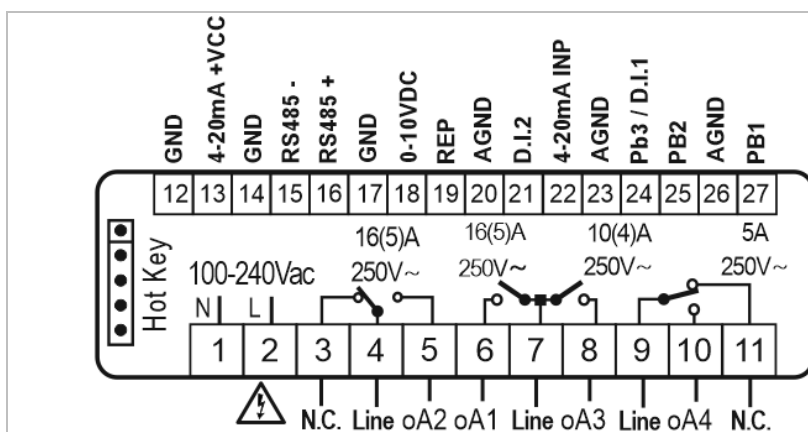 GND
4-20mA +VCC
GND
RS485 -
RS485 +
GND
0-10VDC
REP
AGND
D.I.2
4-20mA INP
AGND
Pb3 / D.I.1
PB2
AGND
PB1
12 13 14 15 16 17 18 19 20 21 22 23 24 25 26 27
Hot Key
16(5)A 16(5)A 10(4)A 5A
100-240Vac 250V~ 250V~ 250V~ 250V~
N L
1 2 3 4 5 6 7 8 9 10 11
N.C. Line oA2 oA1 Line oA3 Line oA4 N.C.